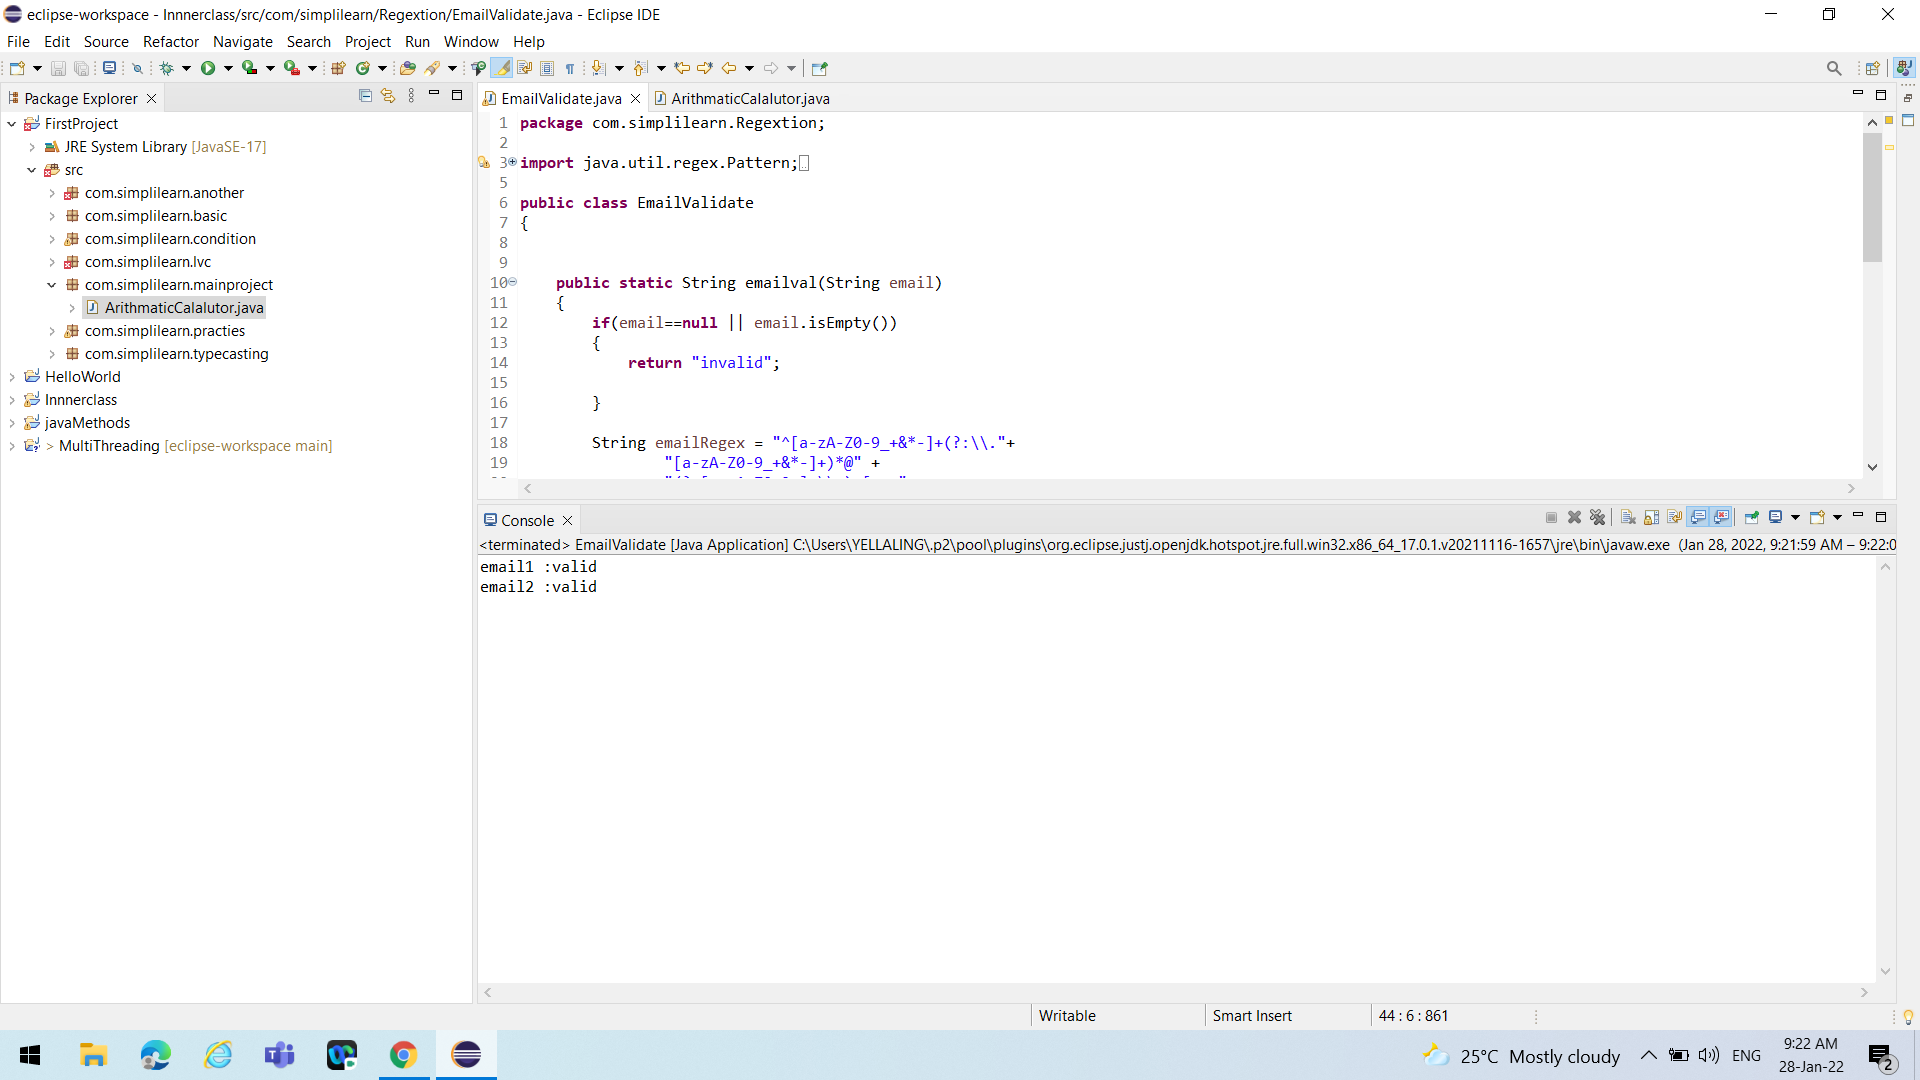 eclipse-workspace - Innnerclass/src/com/simplilearn/Regextion/EmailValidate.java - Eclipse IDE
File Edit Source Refactor Navigate Search Project Run Window Help
Package Explorer
FirstProject
JRE System Library [JavaSE-17]
src
com.simplilearn.another
com.simplilearn.basic
com.simplilearn.condition
com.simplilearn.lvc
com.simplilearn.mainproject
ArithmaticCalalutor.java
com.simplilearn.practies
com.simplilearn.typecasting
HelloWorld
Innnerclass
javaMethods
> MultiThreading [eclipse-workspace main]
EmailValidate.java ArithmaticCalalutor.java
1 package com.simplilearn.Regextion;
2
3 import java.util.regex.Pattern;
5
6 public class EmailValidate
7 {
8
9
10 public static String emailval(String email)
11 {
12 if(email==null || email.isEmpty())
13 {
14 return "invalid";
15
16 }
17
18 String emailRegex = "^[a-zA-Z0-9_+&*-]+(?:\\."+
19 "[a-zA-Z0-9_+&*-]+)*@" +
Console
<terminated> EmailValidate [Java Application] C:\Users\YELLALING\.p2\pool\plugins\org.eclipse.justj.openjdk.hotspot.jre.full.win32.x86_64_17.0.1.v20211116-1657\jre\bin\javaw.exe (Jan 28, 2022, 9:21:59 AM – 9:22:0
email1 :valid
email2 :valid
Writable Smart Insert 44 : 6 : 861
25°C Mostly cloudy ENG 9:22 AM
28-Jan-22 2